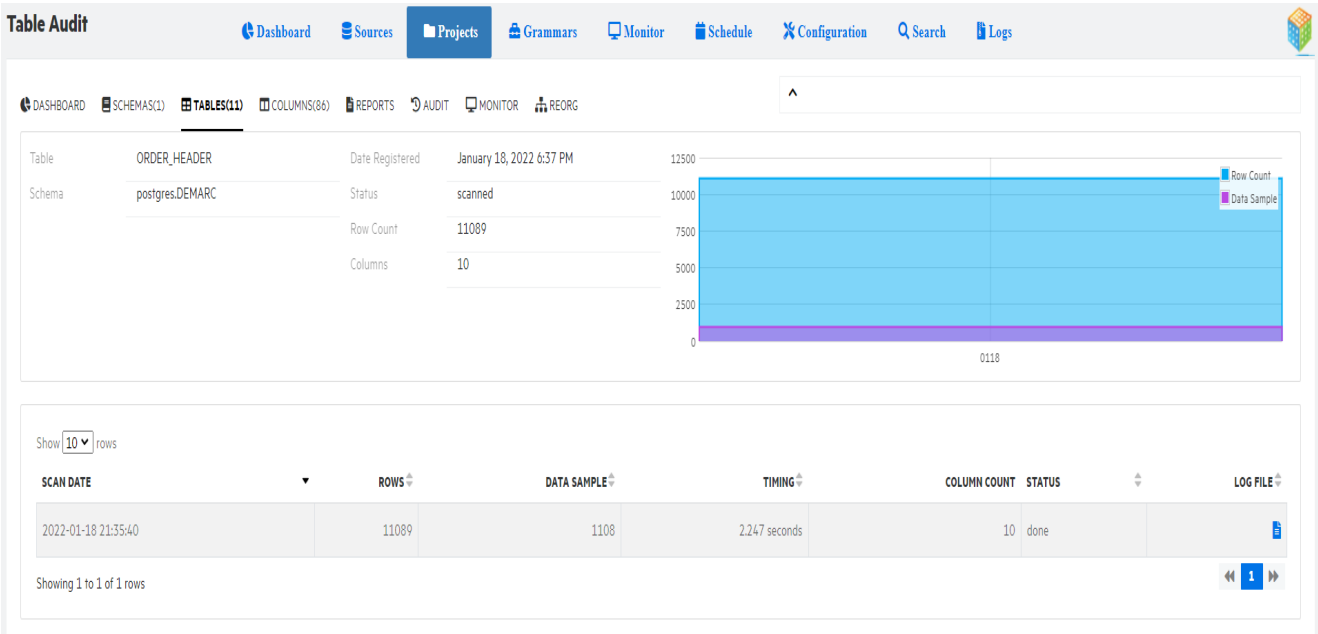 Table Audit
Dashboard Sources Projects Grammars Monitor Schedule Configuration Search Logs
DASHBOARD SCHEMAS(1) TABLES(11) COLUMNS(86) REPORTS AUDIT MONITOR REORG
Table ORDER_HEADER Date Registered January 18, 2022 6:37 PM
Schema postgres.DEMARC Status scanned
Row Count 11089
Columns 10
12500
10000
7500
5000
2500
0
0118
Row Count
Data Sample
Show 10 rows
SCAN DATE ROWS DATA SAMPLE TIMING COLUMN COUNT STATUS LOG FILE
2022-01-18 21:35:40 11089 1108 2.247 seconds 10 done
Showing 1 to 1 of 1 rows 1